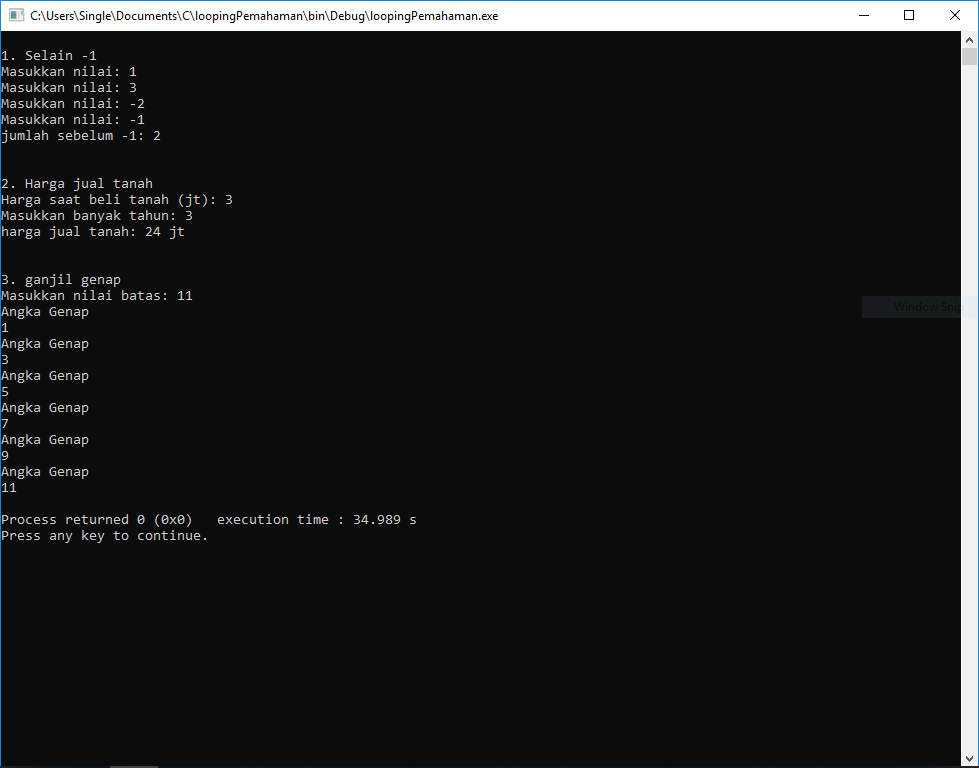 C:\Users\Single\Documents\C\loopingPemahaman\bin\Debug\loopingPemahaman.exe
1. Selain -1
Masukkan nilai: 1
Masukkan nilai: 3
Masukkan nilai: -2
Masukkan nilai: -1
jumlah sebelum -1: 2
2. Harga jual tanah
Harga saat beli tanah (jt): 3
Masukkan banyak tahun: 3
harga jual tanah: 24 jt
3. ganjil genap
Masukkan nilai batas: 11
Window Snip
Angka Genap
1
Angka Genap
3
Angka Genap
5
Angka Genap
7
Angka Genap
9
Angka Genap
11
Process returned 0 (0x0)   execution time : 34.989 s
Press any key to continue.